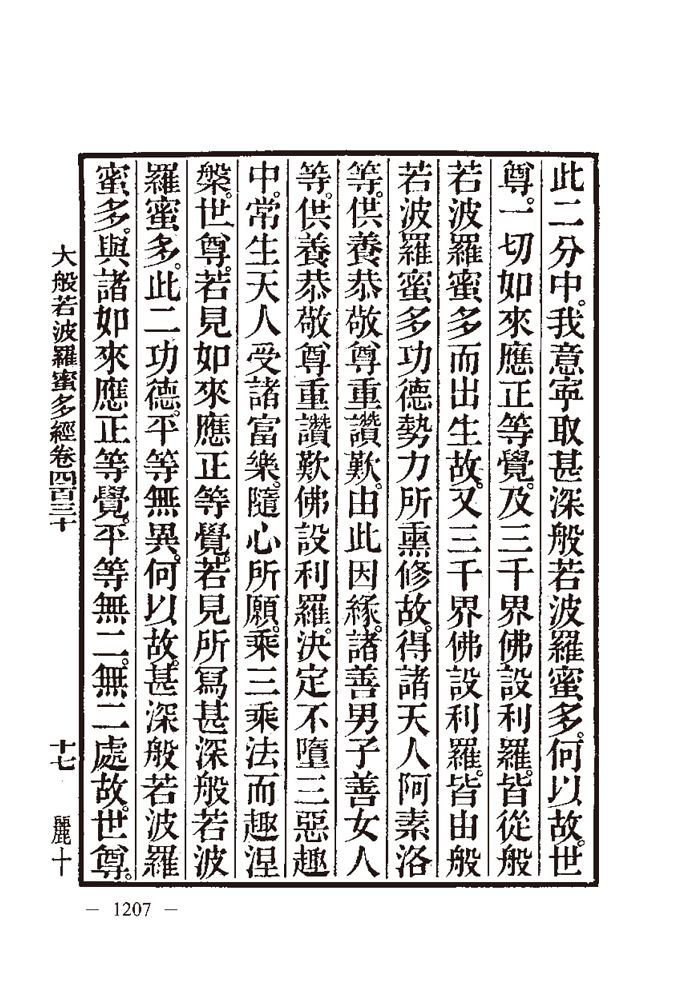 此二分中。我意寧取甚深般若波羅蜜多。何以故。世
尊。一切如來應正等覺。及三千界佛設利羅。皆從般
若波羅蜜多而出生故。又三千界佛設利羅。皆由般
若波羅蜜多功德勢力所熏修故。得諸天人阿素洛
等。供養恭敬尊重讚歎。由此因緣。諸善男子善女人
等。供養恭敬尊重讚歎佛設利羅。決定不墮三惡趣
中。常生天人受諸富樂。隨心所願。乘三乘法而趣涅
槃。世尊。若見如來應正等覺。若見所寫甚深般若波
羅蜜多。此二功德。平等無異。何以故。甚深般若波羅
蜜多。與諸如來應正等覺。平等無二。無二處故。世尊。
大般若波羅蜜多經卷四百三十 十七 麗十
— 1207 —